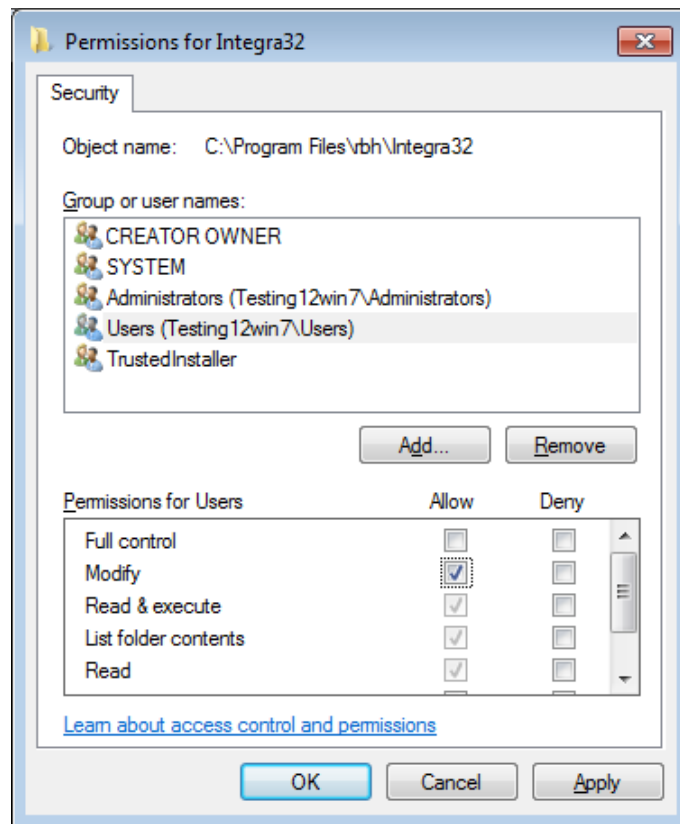 Permissions for Integra32
Security
Object name: C:\Program Files\rbh\Integra32
Group or user names:
CREATOR OWNER
SYSTEM
Administrators (Testing12win7\Administrators)
Users (Testing12win7\Users)
TrustedInstaller
Add... Remove
Permissions for Users Allow Deny
Full control
Modify
Read & execute
List folder contents
Read
Learn about access control and permissions
OK Cancel Apply